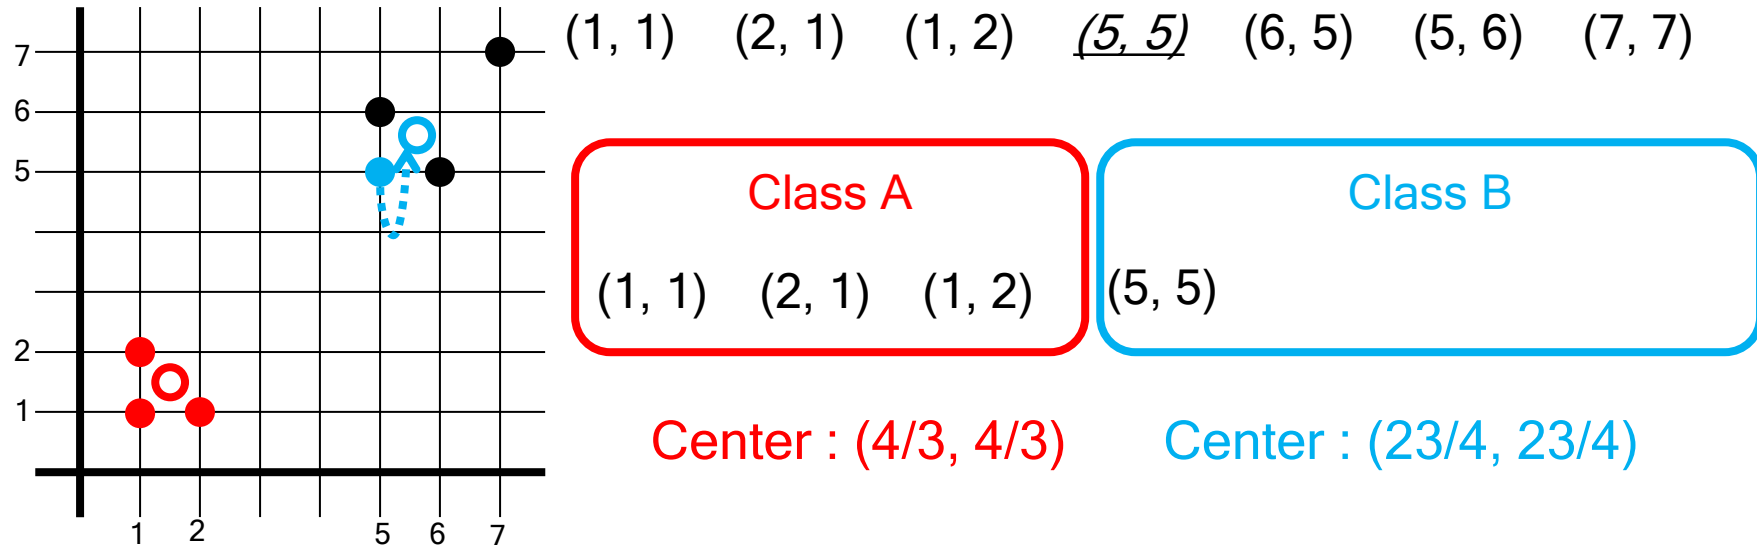 (1, 1) (2, 1) (1, 2) (5, 5) (6, 5) (5, 6) (7, 7)
7
6
5
2
1
1 2 5 6 7
Class A
(1, 1) (2, 1) (1, 2)
Center : (4/3, 4/3)
Class B
(5, 5)
Center : (23/4, 23/4)